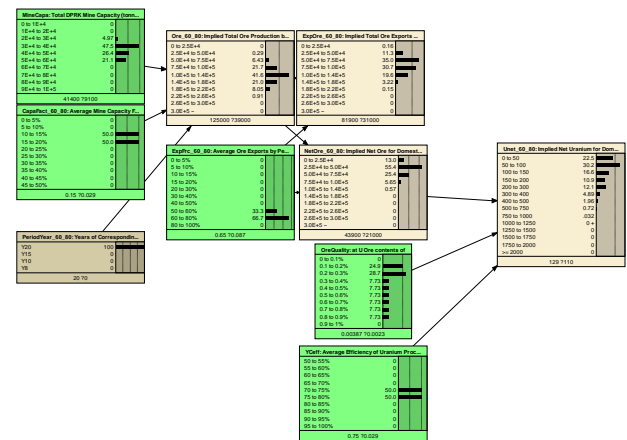 MineCapa: Total DPRK Mine Capacity (tonn...
0 to 1E+4 0
1E+4 to 2E+4 0
2E+4 to 3E+4 4.97
3E+4 to 4E+4 47.5
4E+4 to 5E+4 26.4
5E+4 to 6E+4 21.1
6E+4 to 7E+4 0
7E+4 to 8E+4 0
8E+4 to 9E+4 0
9E+4 to 1E+5 0
41400 ?9100
CapaFact_60_80: Average Mine Capacity F...
0 to 5% 0
5 to 10% 0
10 to 15% 50.0
15 to 20% 50.0
20 to 25% 0
25 to 30% 0
30 to 35% 0
35 to 40% 0
40 to 45% 0
45 to 50% 0
0.15 ?0.029
PeriodYear_60_80: Years of Correspondin...
Y20 100
Y15 0
Y10 0
Y8 0
20 ?0
Ore_60_80: Implied Total Ore Production b...
0 to 2.5E+4 0
2.5E+4 to 5.0E+4 0.29
5.0E+4 to 7.5E+4 6.43
7.5E+4 to 1.0E+5 21.7
1.0E+5 to 1.4E+5 41.6
1.4E+5 to 1.8E+5 21.0
1.8E+5 to 2.2E+5 8.05
2.2E+5 to 2.6E+5 0.91
2.6E+5 to 3.0E+5 0
3.0E+5 ~ 0
125000 ?39000
ExpOre_60_80: Implied Total Ore Exports ...
0 to 2.5E+4 0.16
2.5E+4 to 5.0E+4 11.3
5.0E+4 to 7.5E+4 35.0
7.5E+4 to 1.0E+5 30.7
1.0E+5 to 1.4E+5 19.6
1.4E+5 to 1.8E+5 3.22
1.8E+5 to 2.2E+5 0.15
2.2E+5 to 2.6E+5 0
2.6E+5 to 3.0E+5 0
3.0E+5 ~ 0
81900 ?31000
ExpFrc_60_80: Average Ore Exports by Pe...
0 to 5% 0
5 to 10% 0
10 to 15% 0
15 to 20% 0
20 to 30% 0
30 to 40% 0
40 to 50% 0
50 to 60% 33.3
60 to 80% 66.7
80 to 100% 0
0.65 ?0.087
NetOre_60_80: Implied Net Ore for Domest...
0 to 2.5E+4 13.0
2.5E+4 to 5.0E+4 55.4
5.0E+4 to 7.5E+4 25.4
7.5E+4 to 1.0E+5 5.65
1.0E+5 to 1.4E+5 0.57
1.4E+5 to 1.8E+5 0
1.8E+5 to 2.2E+5 0
2.2E+5 to 2.6E+5 0
2.6E+5 to 3.0E+5 0
3.0E+5 ~ 0
43900 ?21000
OreQuality: at U Ore contents of
0 to 0.1% 0
0.1 to 0.2% 24.9
0.2 to 0.3% 28.7
0.3 to 0.4% 7.73
0.4 to 0.5% 7.73
0.5 to 0.6% 7.73
0.6 to 0.7% 7.73
0.7 to 0.8% 7.73
0.8 to 0.9% 7.73
0.9 to 1% 0
0.00387 ?0.0023
YCeff: Average Efficiency of Uranium Proc...
50 to 55% 0
55 to 60% 0
60 to 65% 0
65 to 70% 0
70 to 75% 50.0
75 to 80% 50.0
80 to 85% 0
85 to 90% 0
90 to 95% 0
95 to 100% 0
0.75 ?0.029
Unet_60_80: Implied Net Uranium for Dom...
0 to 50 22.5
50 to 100 30.2
100 to 150 16.6
150 to 200 10.9
200 to 300 12.1
300 to 400 4.89
400 to 500 1.96
500 to 750 0.72
750 to 1000 .032
1000 to 1250 0 +
1250 to 1500 0
1500 to 1750 0
1750 to 2000 0
>= 2000 0
129 ?110